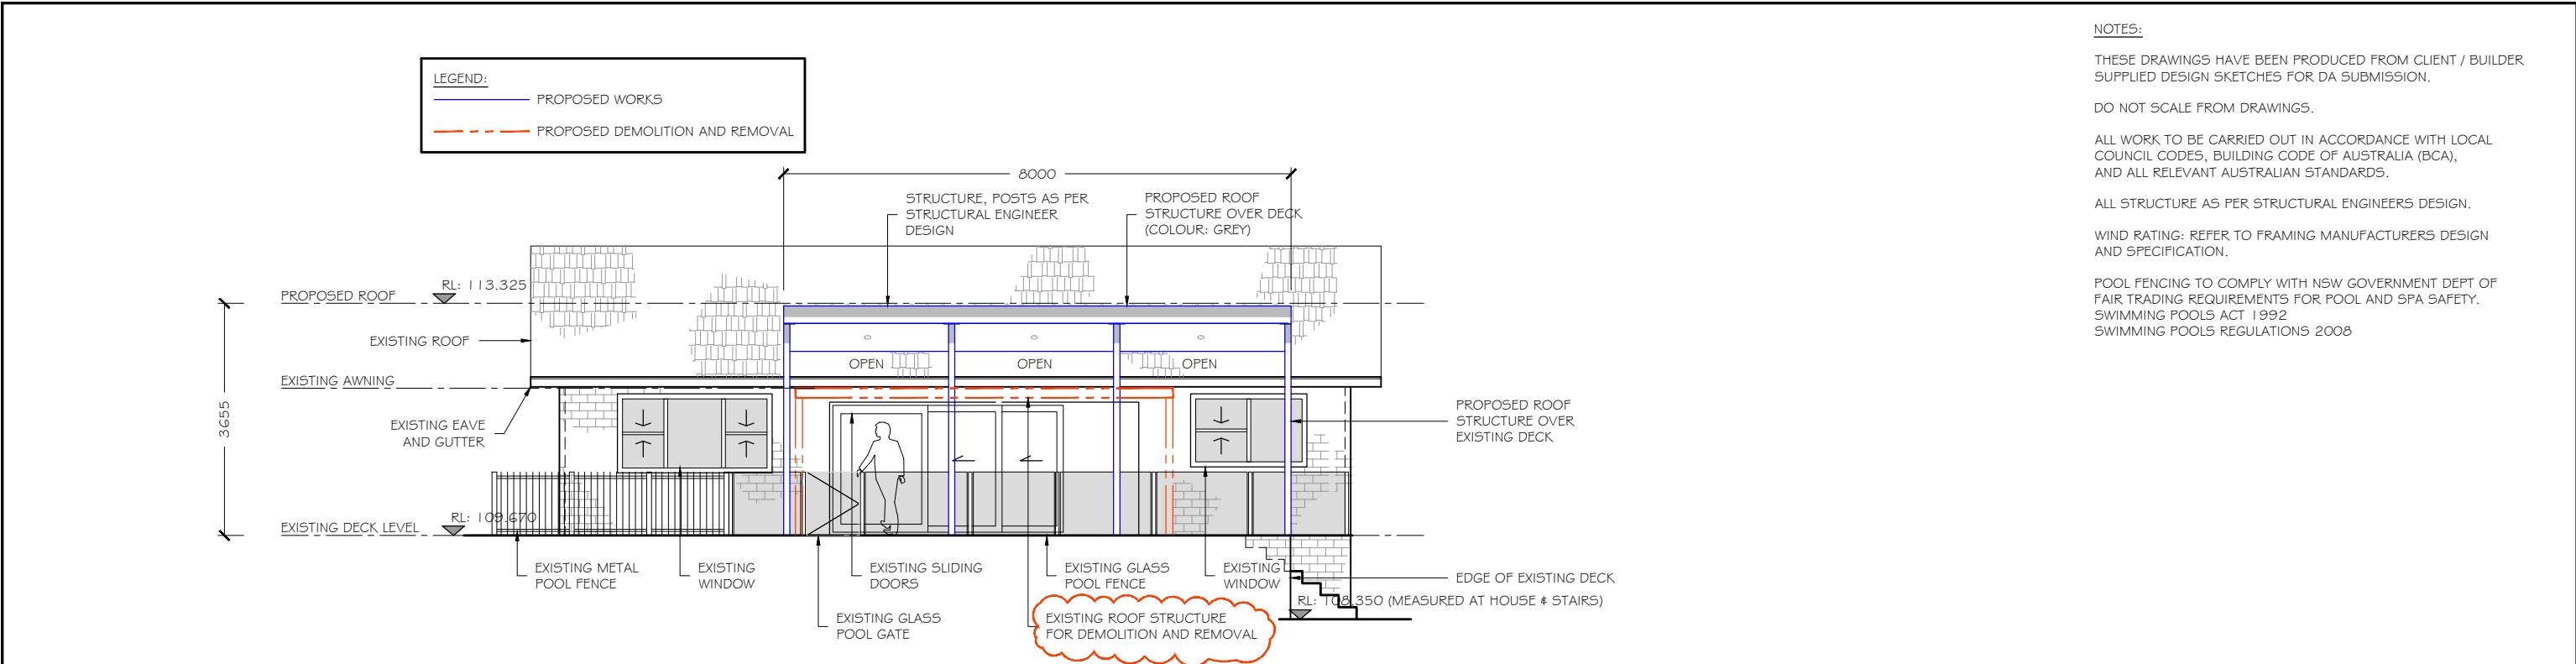 NOTES:
THESE DRAWINGS HAVE BEEN PRODUCED FROM CLIENT / BUILDER
SUPPLIED DESIGN SKETCHES FOR DA SUBMISSION.
DO NOT SCALE FROM DRAWINGS.
ALL WORK TO BE CARRIED OUT IN ACCORDANCE WITH LOCAL
COUNCIL CODES, BUILDING CODE OF AUSTRALIA (BCA),
AND ALL RELEVANT AUSTRALIAN STANDARDS.
ALL STRUCTURE AS PER STRUCTURAL ENGINEERS DESIGN.
WIND RATING: REFER TO FRAMING MANUFACTURERS DESIGN
AND SPECIFICATION.
POOL FENCING TO COMPLY WITH NSW GOVERNMENT DEPT OF
FAIR TRADING REQUIREMENTS FOR POOL AND SPA SAFETY.
SWIMMING POOLS ACT 1992
SWIMMING POOLS REGULATIONS 2008
LEGEND:
PROPOSED WORKS
PROPOSED DEMOLITION AND REMOVAL
8000
STRUCTURE, POSTS AS PER
STRUCTURAL ENGINEER
DESIGN
PROPOSED ROOF
STRUCTURE OVER DECK
(COLOUR: GREY)
PROPOSED ROOF
RL: 113.325
EXISTING ROOF
OPEN
OPEN
OPEN
EXISTING AWNING
3655
EXISTING EAVE
AND GUTTER
PROPOSED ROOF
STRUCTURE OVER
EXISTING DECK
EXISTING DECK LEVEL
RL: 109.670
EXISTING METAL
POOL FENCE
EXISTING
WINDOW
EXISTING SLIDING
DOORS
EXISTING GLASS
POOL FENCE
EXISTING
WINDOW
EDGE OF EXISTING DECK
RL: 108.350 (MEASURED AT HOUSE & STAIRS)
EXISTING GLASS
POOL GATE
EXISTING ROOF STRUCTURE
FOR DEMOLITION AND REMOVAL